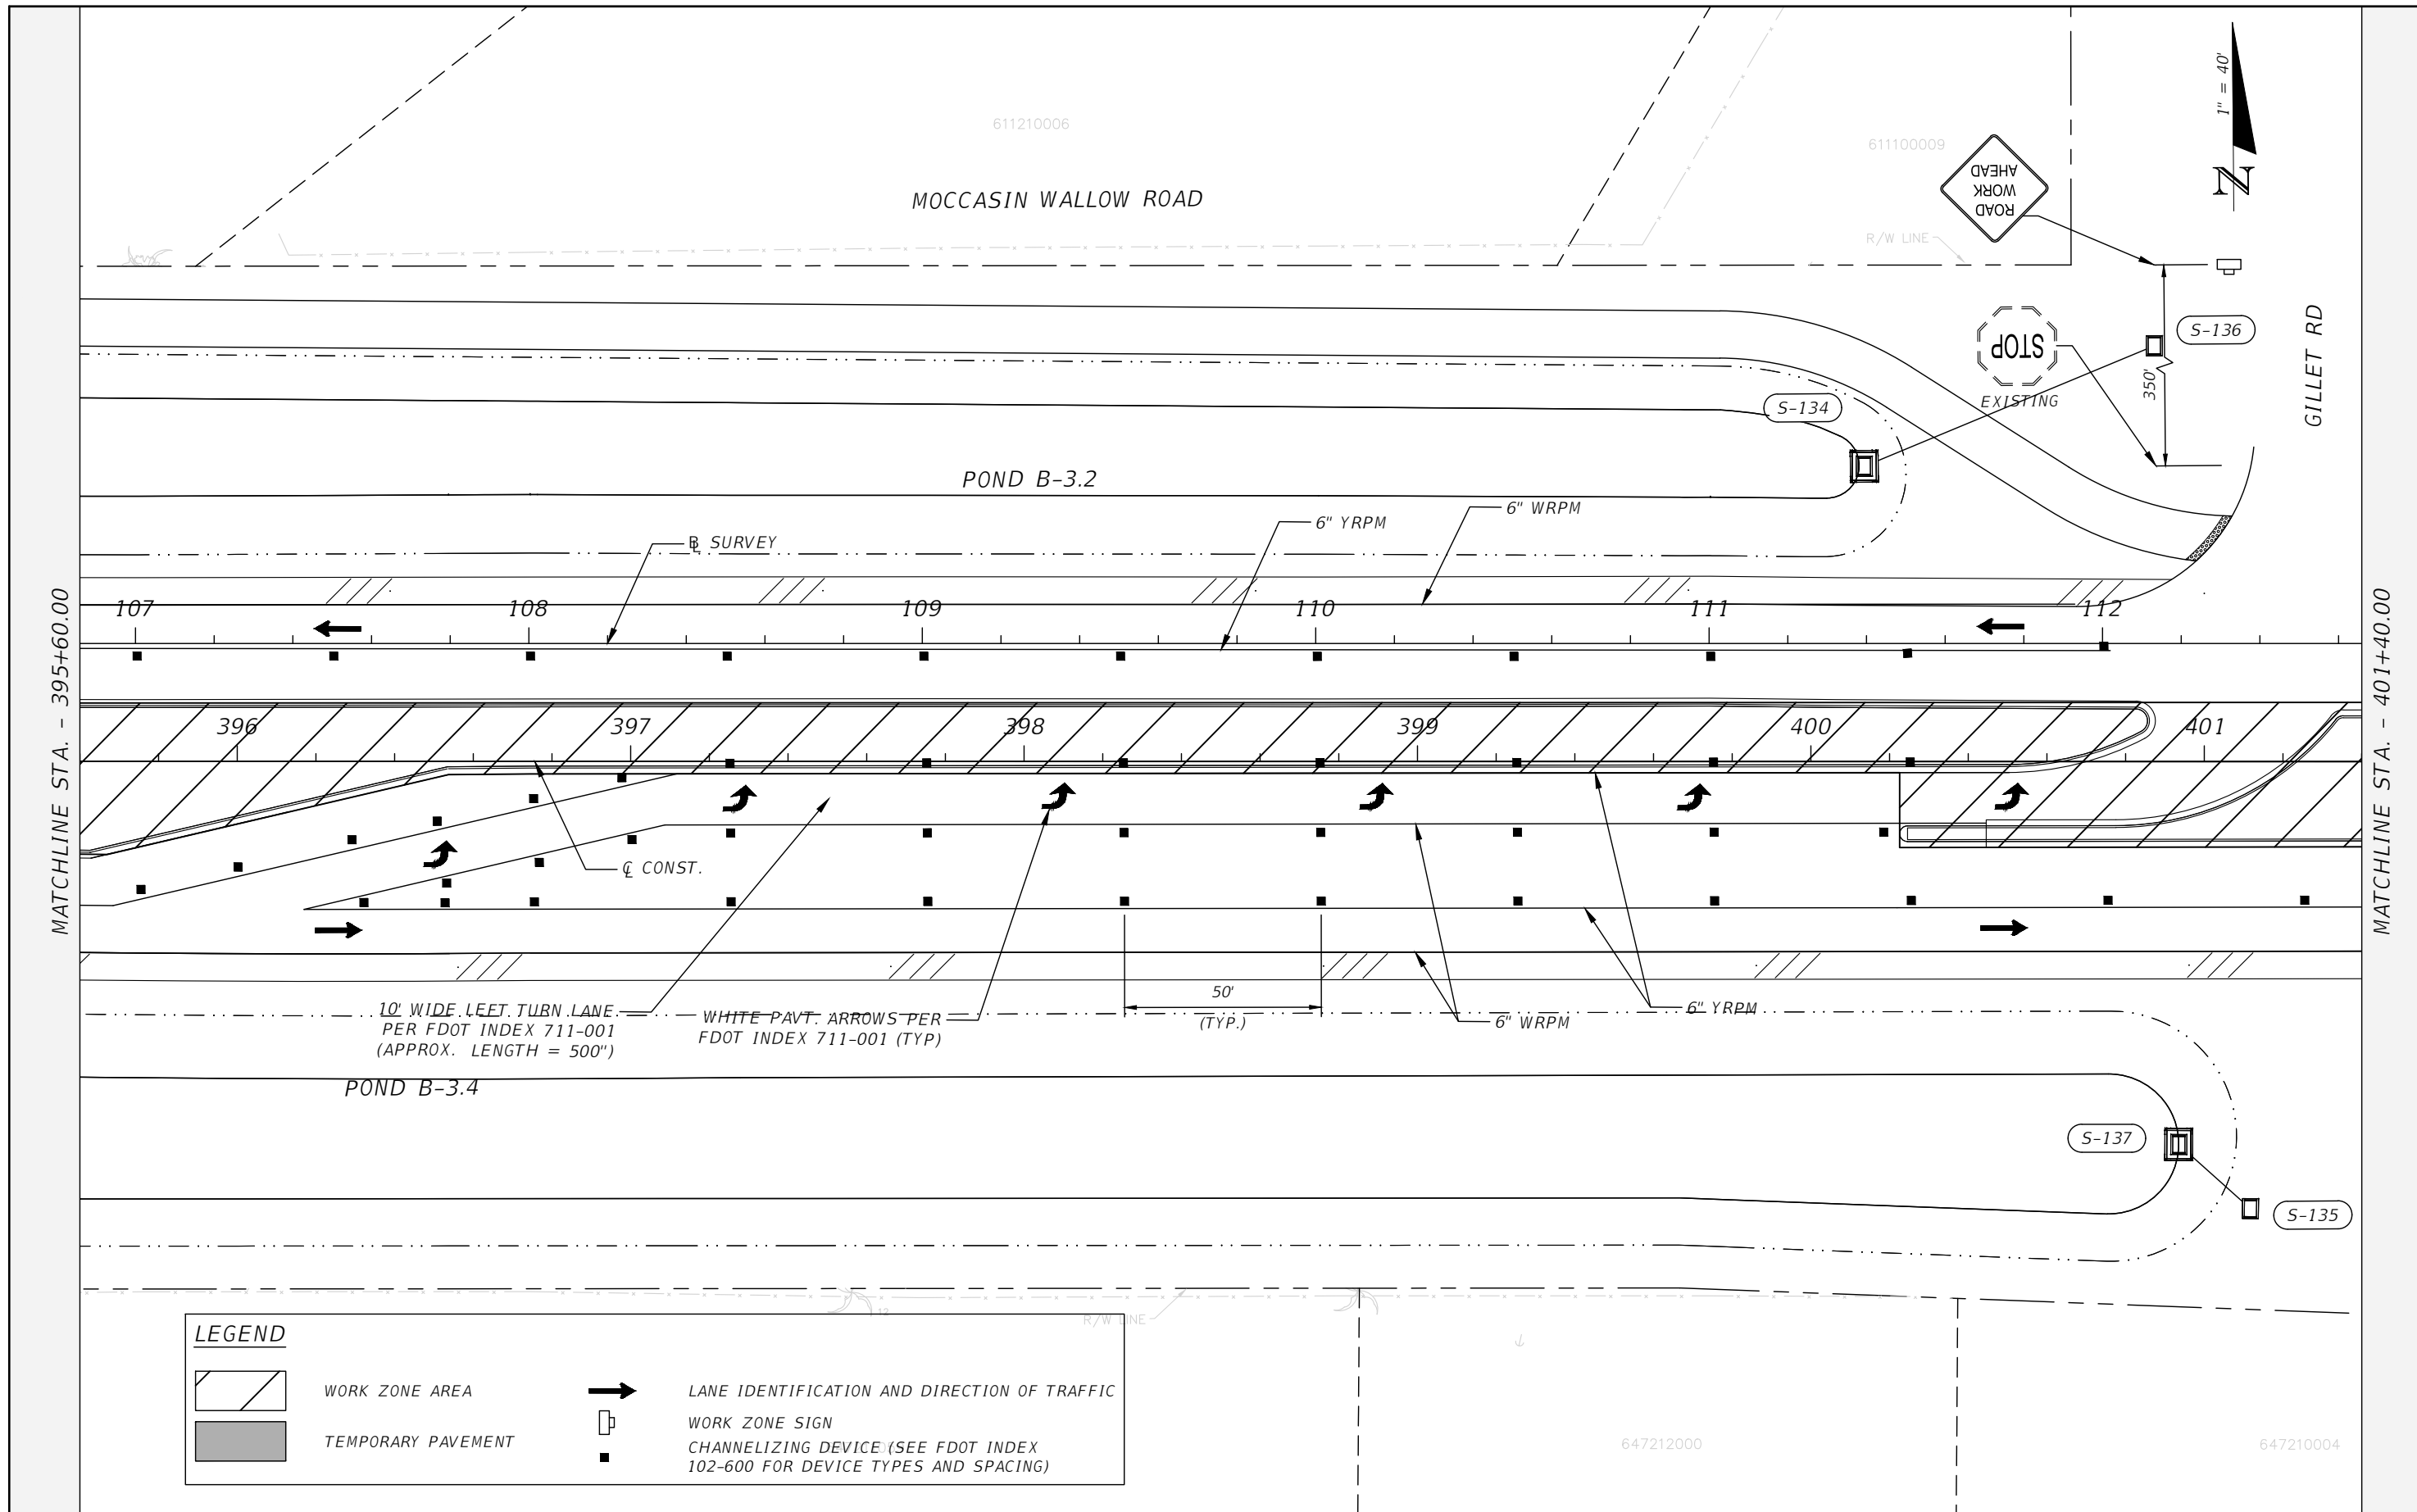 611210006
611100009
1" = 40'
N
MOCCASIN WALLOW ROAD
ROAD
WORK
AHEAD
R/W LINE
STOP
EXISTING
350'
S-136
GILLET RD
S-134
POND B-3.2
6" YRPM
6" WRPM
℄ SURVEY
107
108
109
110
111
112
MATCHLINE STA. - 395+60.00
MATCHLINE STA. - 401+40.00
396
397
398
399
400
401
℄ CONST.
10' WIDE LEFT TURN LANE
PER FDOT INDEX 711-001
(APPROX. LENGTH = 500")
WHITE PAVT. ARROWS PER
FDOT INDEX 711-001 (TYP)
50'
(TYP.)
6" WRPM
6" YRPM
POND B-3.4
S-137
S-135
12
R/W LINE
LEGEND
WORK ZONE AREA
TEMPORARY PAVEMENT
LANE IDENTIFICATION AND DIRECTION OF TRAFFIC
WORK ZONE SIGN
CHANNELIZING DEVICE (SEE FDOT INDEX
102-600 FOR DEVICE TYPES AND SPACING)
647212000
647210004